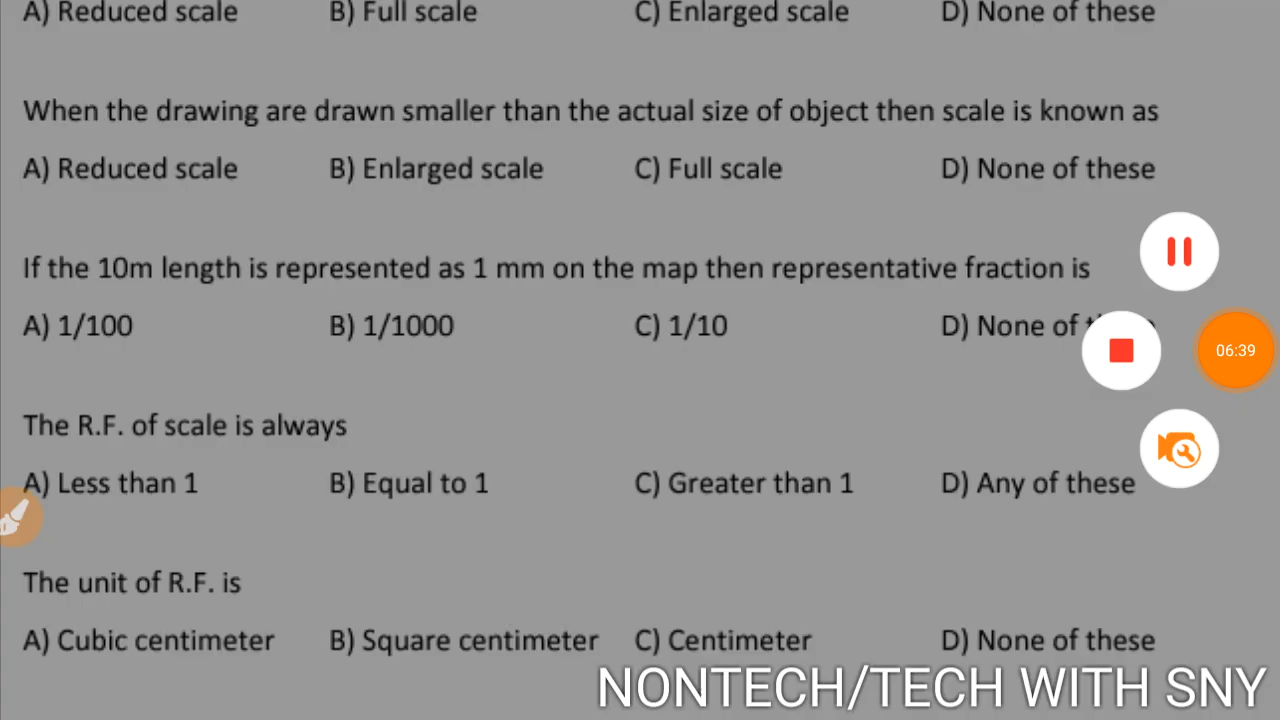 A) Reduced scale B) Full scale C) Enlarged scale D) None of these
When the drawing are drawn smaller than the actual size of object then scale is known as
A) Reduced scale B) Enlarged scale C) Full scale D) None of these
If the 10m length is represented as 1 mm on the map then representative fraction is
A) 1/100 B) 1/1000 C) 1/10 D) None of
06:39
The R.F. of scale is always
A) Less than 1 B) Equal to 1 C) Greater than 1 D) Any of these
The unit of R.F. is
A) Cubic centimeter B) Square centimeter C) Centimeter D) None of these
NONTECH/TECH WITH SNY